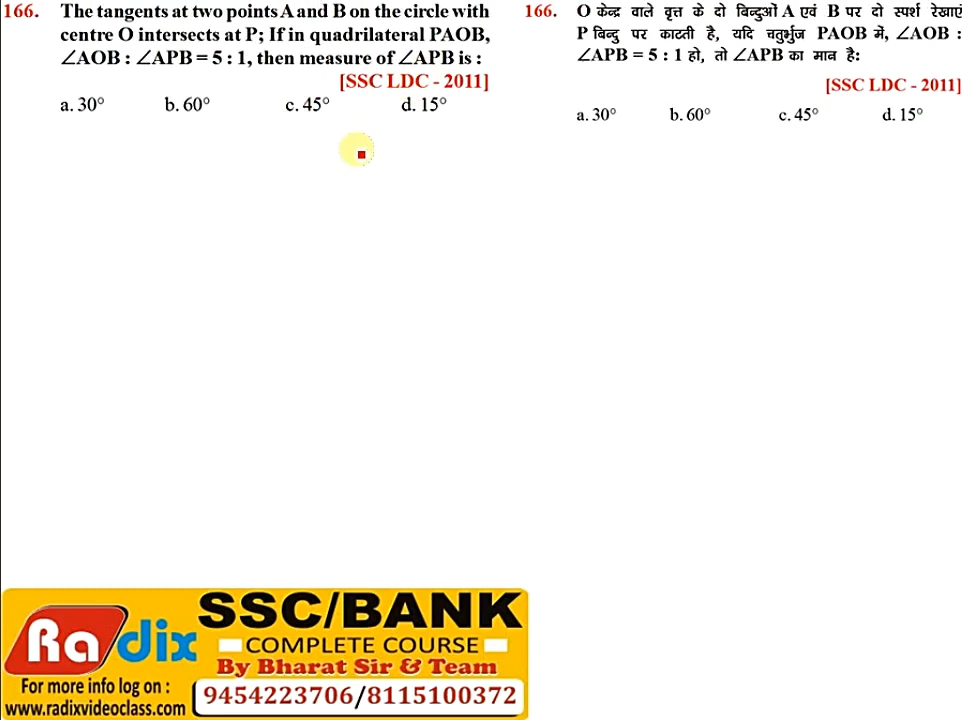 166. The tangents at two points A and B on the circle with
centre O intersects at P; If in quadrilateral PAOB,
∠AOB : ∠APB = 5 : 1, then measure of ∠APB is :
[SSC LDC - 2011]
a. 30° b. 60° c. 45° d. 15°
166. O केन्द्र वाले वृत्त के दो बिन्दुओं A एवं B पर दो स्पर्श रेखाएं
P बिन्दु पर काटती है, यदि चतुर्भुज PAOB में, ∠AOB :
∠APB = 5 : 1 हो, तो ∠APB का मान है:
[SSC LDC - 2011]
a. 30° b. 60° c. 45° d. 15°
Radix
SSC/BANK
COMPLETE COURSE
By Bharat Sir & Team
For more info log on :
www.radixvideoclass.com
9454223706/8115100372